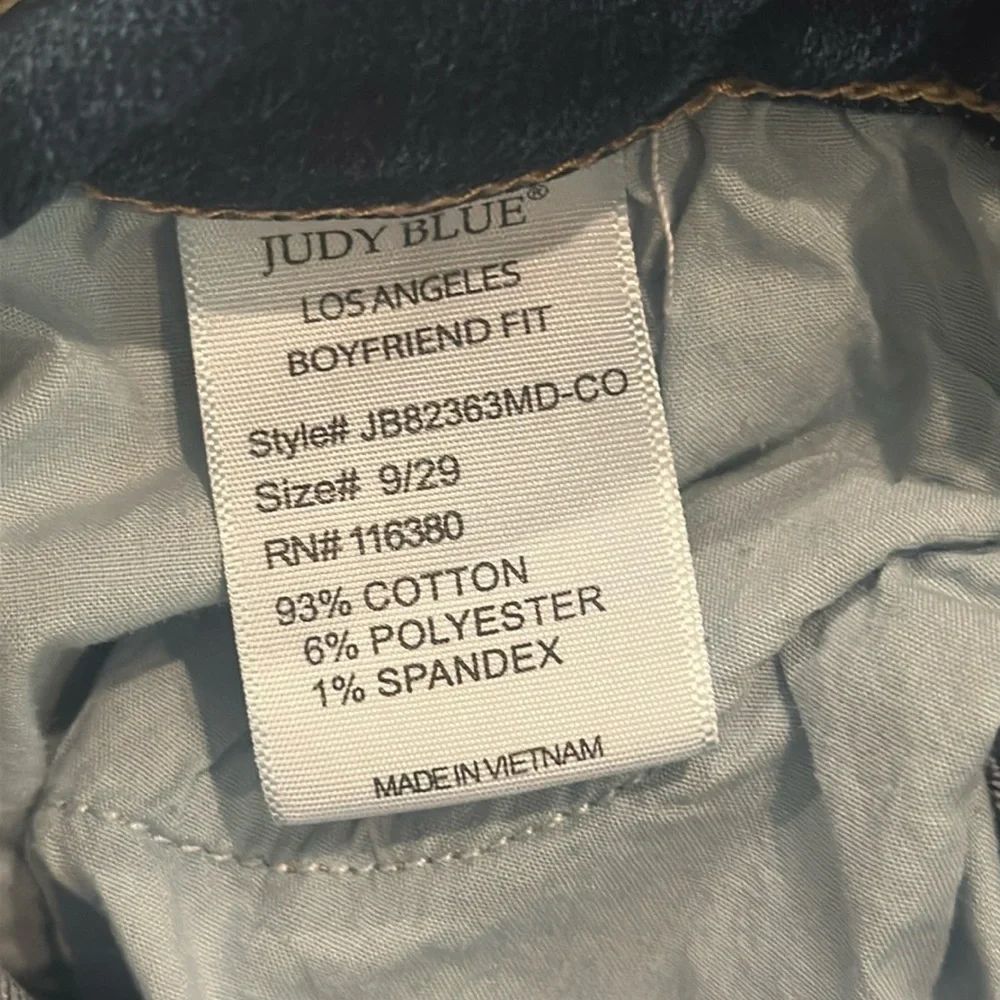 JUDY BLUE®
LOS ANGELES
BOYFRIEND FIT
Style# JB82363MD-CO
Size# 9/29
RN# 116380
93% COTTON
6% POLYESTER
1% SPANDEX
MADE IN VIETNAM